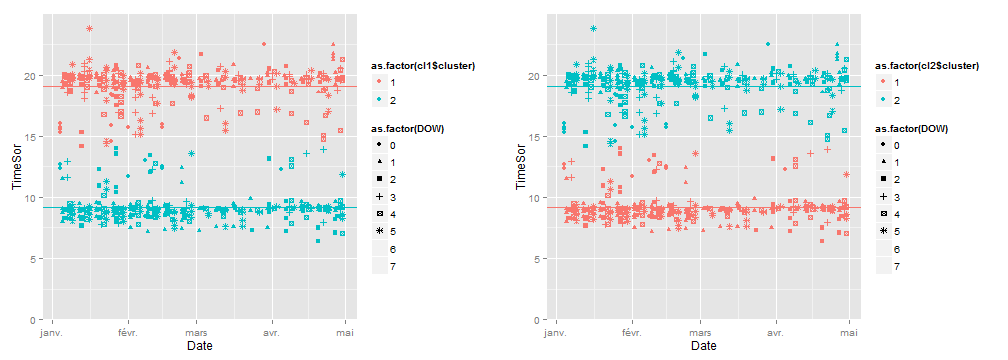 as.factor(cl1$cluster)
1
2
as.factor(DOW)
0
1
2
3
4
5
6
7
TimeSor
20
15
10
5
0
janv.
févr.
mars
avr.
mai
Date
as.factor(cl2$cluster)
1
2
as.factor(DOW)
0
1
2
3
4
5
6
7
TimeSor
20
15
10
5
0
janv.
févr.
mars
avr.
mai
Date